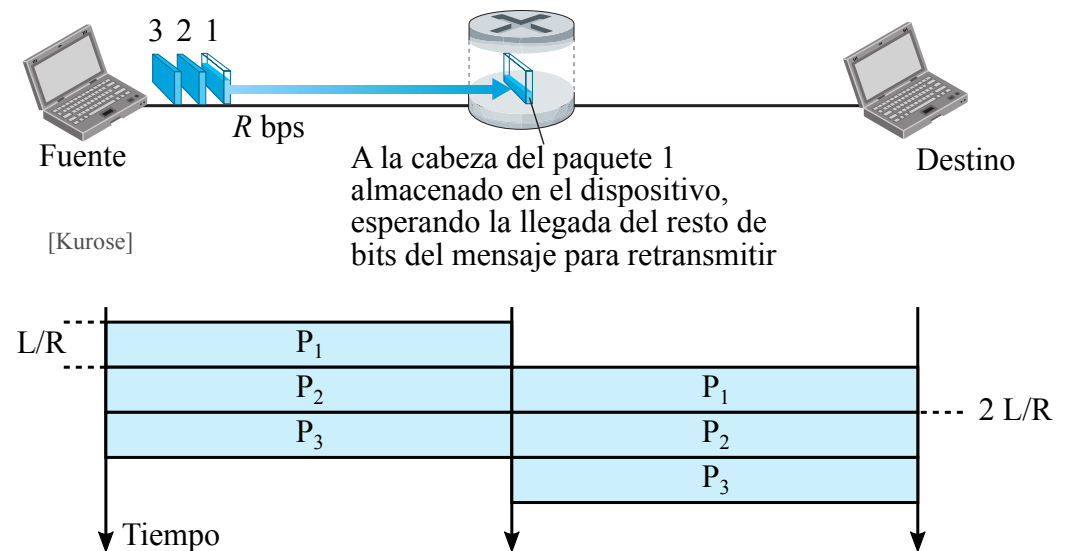 3 2 1
R bps
Fuente
A la cabeza del paquete 1
almacenado en el dispositivo,
esperando la llegada del resto de
bits del mensaje para retransmitir
Destino
[Kurose]
L/R
P₁
P₂
P₁
2 L/R
P₃
P₂
P₃
Tiempo